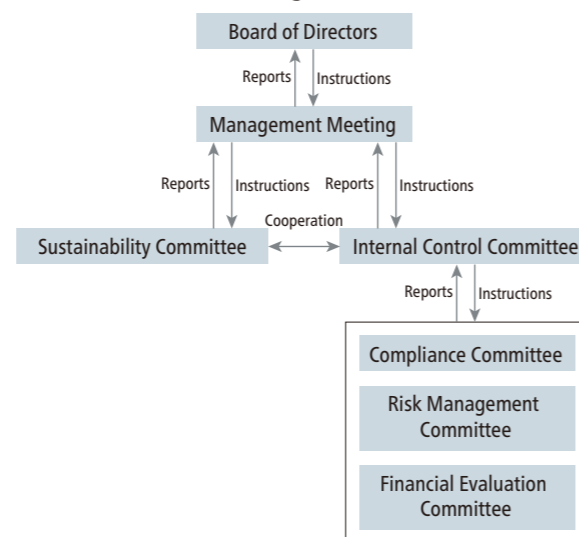 Board of Directors
Reports Instructions
Management Meeting
Reports Instructions Reports Instructions
Cooperation
Sustainability Committee Internal Control Committee
Reports Instructions
Compliance Committee
Risk Management
Committee
Financial Evaluation
Committee